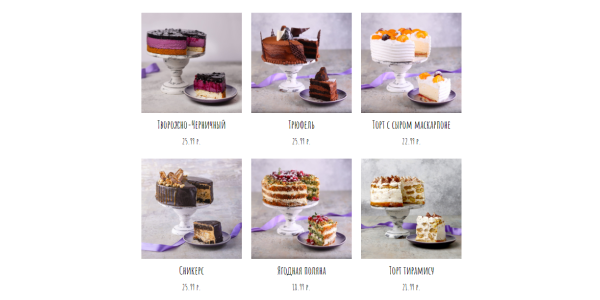 Творожно-Черничный
Трюфель
Торт с сыром маскарпоне
25.99 р.
25.99 р.
22.99 р.
Сникерс
Ягодная поляна
Торт тирамису
25.99 р.
18.99 р.
21.99 р.